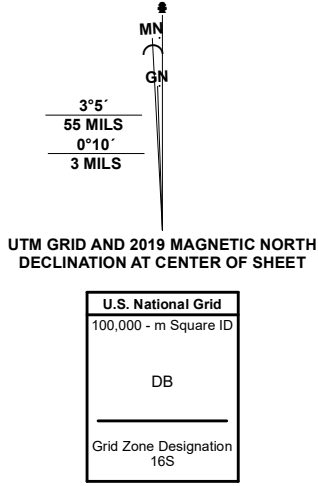 MN
GN
3°5´
55 MILS
0°10´
3 MILS
UTM GRID AND 2019 MAGNETIC NORTH
DECLINATION AT CENTER OF SHEET
U.S. National Grid
100,000 - m Square ID
DB
Grid Zone Designation
16S